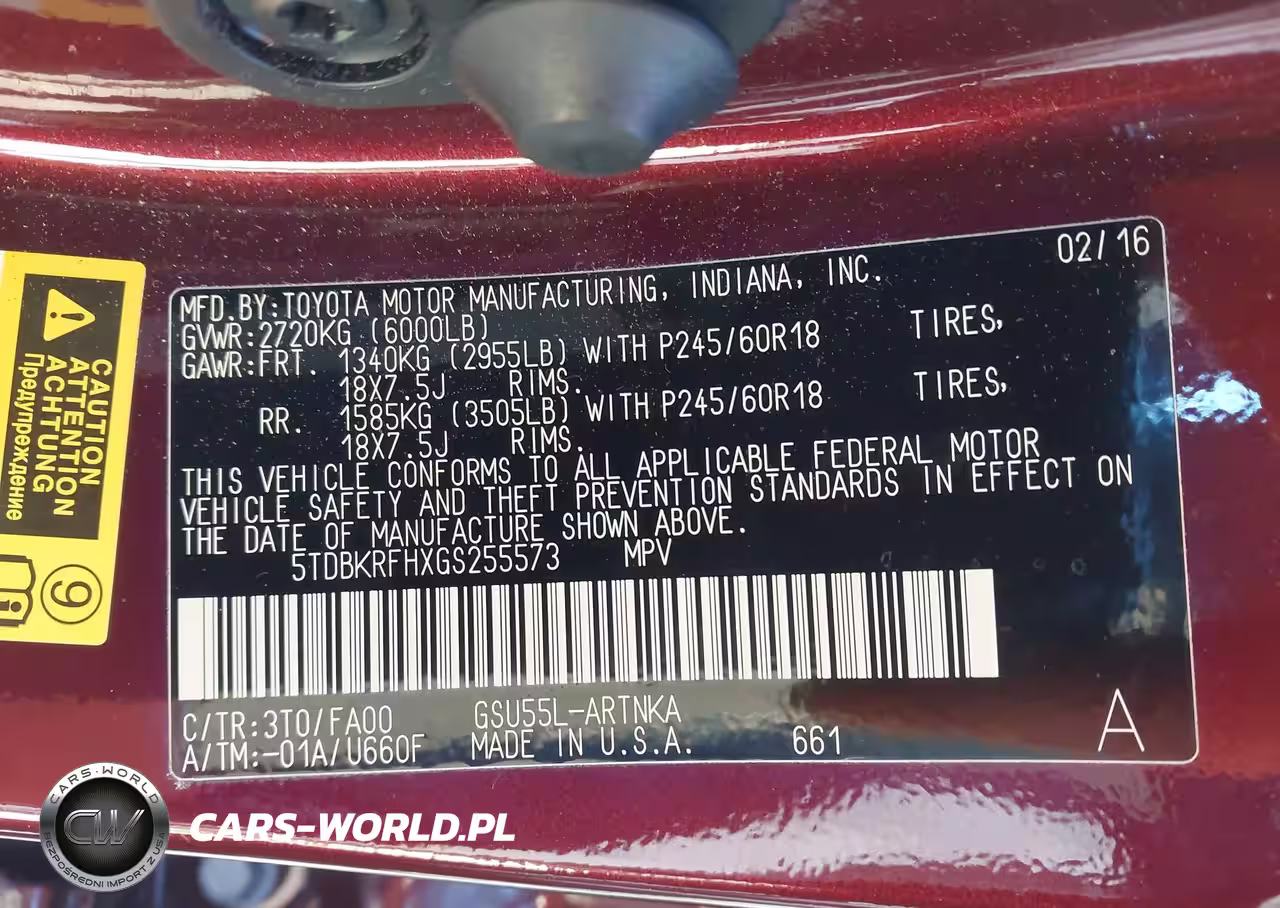 02/16
MFD.BY:TOYOTA MOTOR MANUFACTURING, INDIANA, INC.
GVWR:2720KG (6000LB)
GAWR:FRT. 1340KG (2955LB) WITH P245/60R18 TIRES,
18X7.5J RIMS.
RR. 1585KG (3505LB) WITH P245/60R18 TIRES,
18X7.5J RIMS.
THIS VEHICLE CONFORMS TO ALL APPLICABLE FEDERAL MOTOR
VEHICLE SAFETY AND THEFT PREVENTION STANDARDS IN EFFECT ON
THE DATE OF MANUFACTURE SHOWN ABOVE.
5TDBKRFHXGS255573 MPV
C/TR:3T0/FA00 GSU55L-ARTNKA
A/TM:-01A/U660F MADE IN U.S.A. 661 A
CAUTION
ATTENTION
ACHTUNG
Предупреждение
9
CARS-WORLD
CW
BEZPOŚREDNI IMPORT Z USA
CARS-WORLD.PL